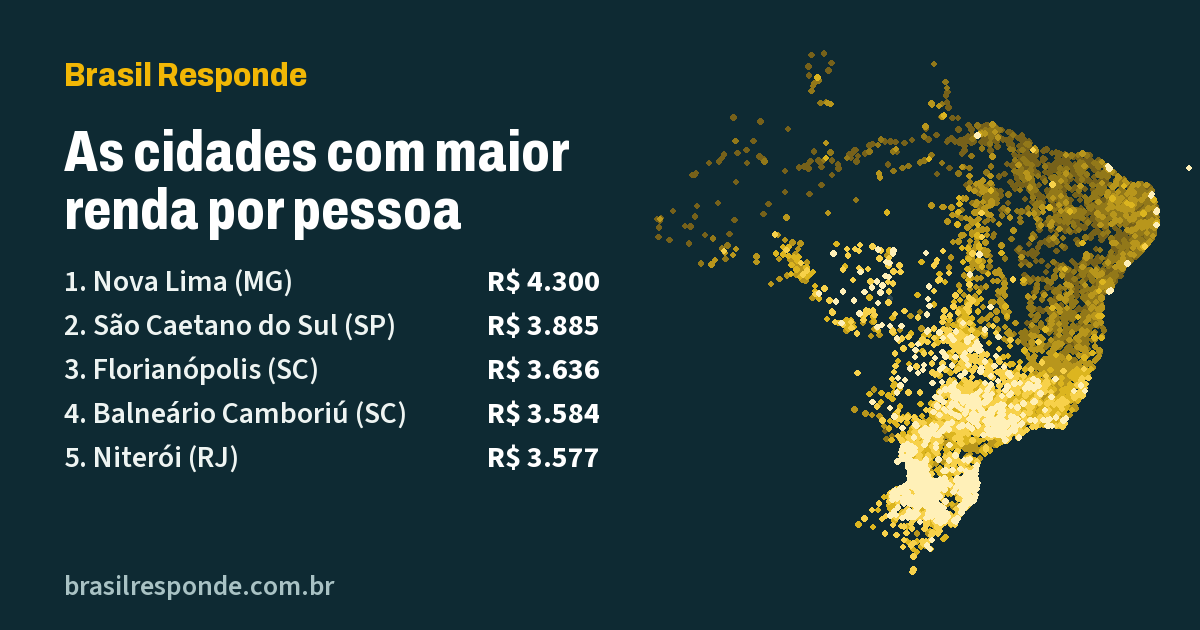 Brasil Responde
As cidades com maior
renda por pessoa
1. Nova Lima (MG) R$ 4.300
2. São Caetano do Sul (SP) R$ 3.885
3. Florianópolis (SC) R$ 3.636
4. Balneário Camboriú (SC) R$ 3.584
5. Niterói (RJ) R$ 3.577
brasilresponde.com.br